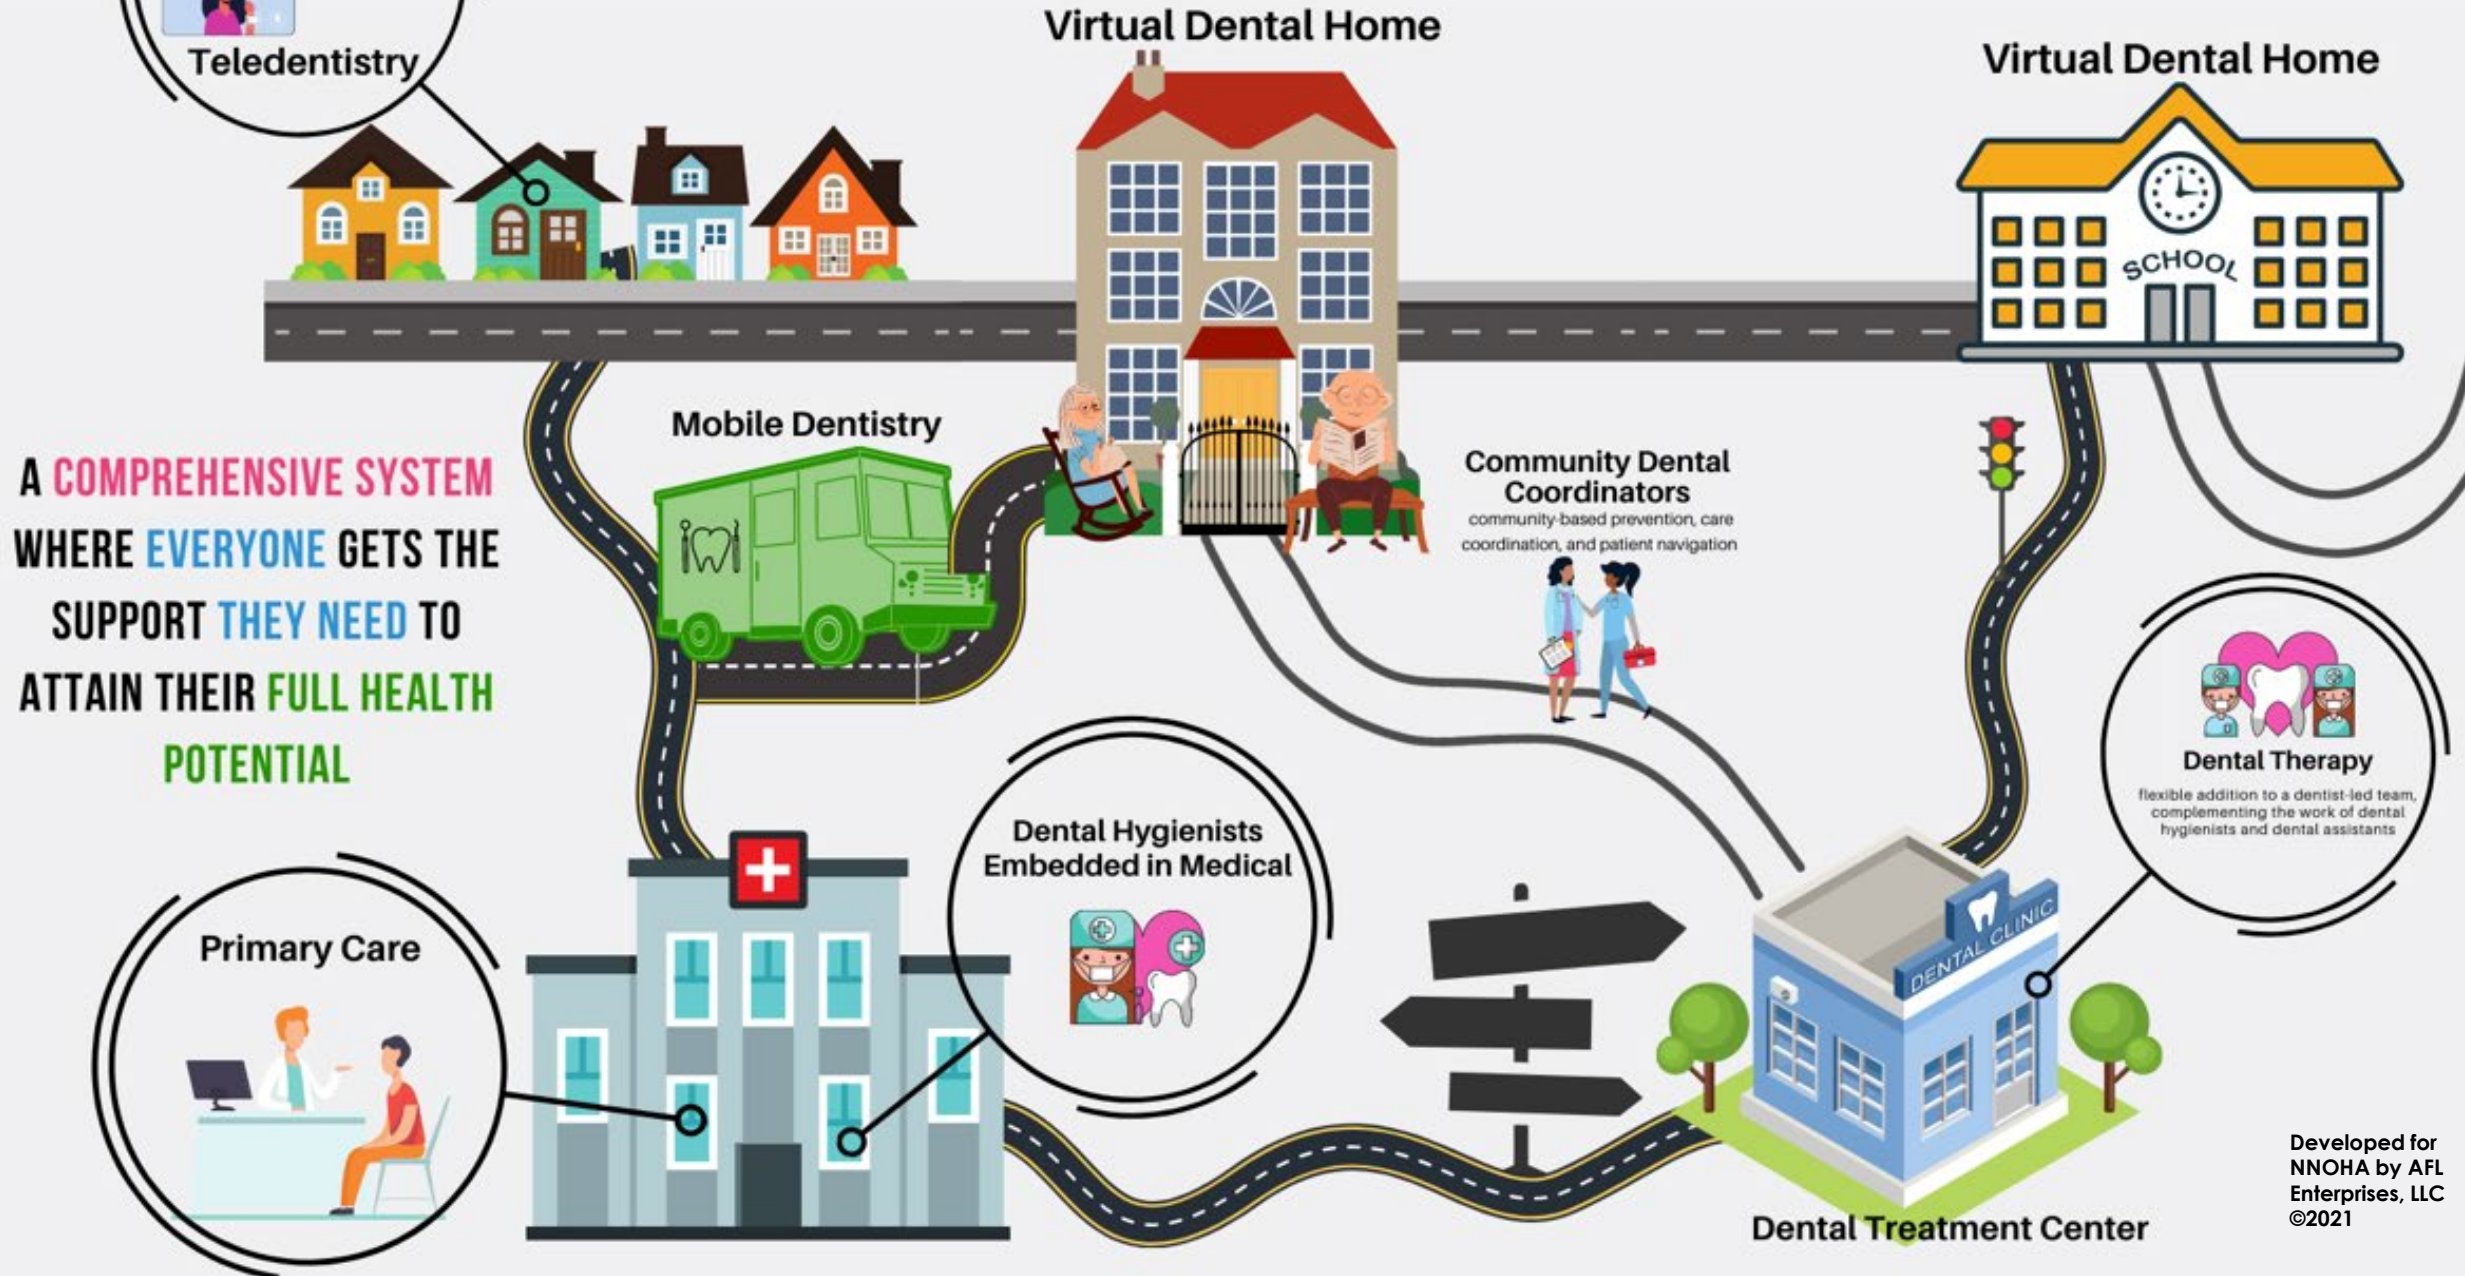 Teledentistry
Virtual Dental Home
Virtual Dental Home
SCHOOL
A COMPREHENSIVE SYSTEM
WHERE EVERYONE GETS THE
SUPPORT THEY NEED TO
ATTAIN THEIR FULL HEALTH
POTENTIAL
Mobile Dentistry
Community Dental
Coordinators
community-based prevention, care
coordination, and patient navigation
Dental Therapy
flexible addition to a dentist-led team,
complementing the work of dental
hygienists and dental assistants
Dental Hygienists
Embedded in Medical
Primary Care
DENTAL CLINIC
Dental Treatment Center
Developed for
NNOHA by AFL
Enterprises, LLC
©2021